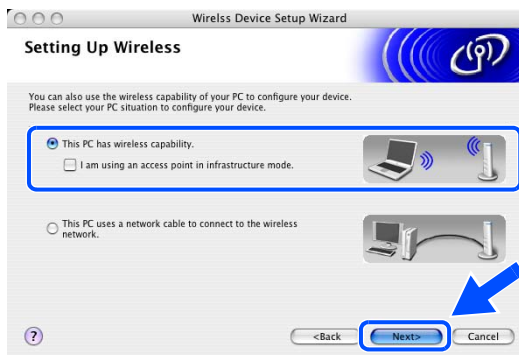 Wirelss Device Setup Wizard
Setting Up Wireless
You can also use the wireless capability of your PC to configure your device.
Please select your PC situation to configure your device.
This PC has wireless capability.
I am using an access point in infrastructure mode.
This PC uses a network cable to connect to the wireless
network.
?
<Back
Next>
Cancel